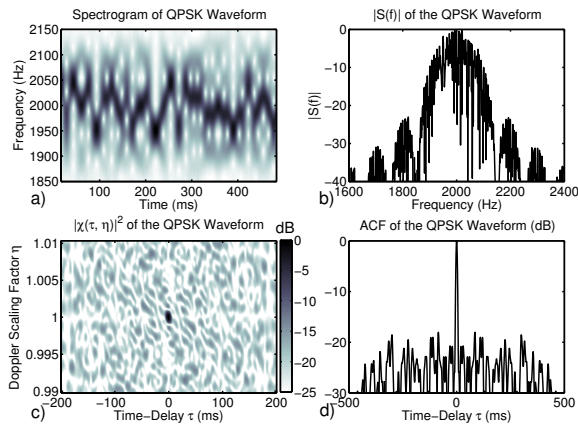 Spectrogram of QPSK Waveform
2150
2100
2050
2000
1950
1900
1850
Frequency (Hz)
100 200 300 400
Time (ms)
a)
|S(f)| of the QPSK Waveform
0
−10
−20
−30
−40
|S(f)|
1600 1800 2000 2200 2400
Frequency (Hz)
b)
|χ(τ, η)|² of the QPSK Waveform
dB
1.01
1.005
1
0.995
0.99
Doppler Scaling Factor η
−200 −100 0 100 200
Time−Delay τ (ms)
c)
0
−5
−10
−15
−20
−25
ACF of the QPSK Waveform (dB)
0
−10
−20
−30
−500 0 500
Time−Delay τ (ms)
d)